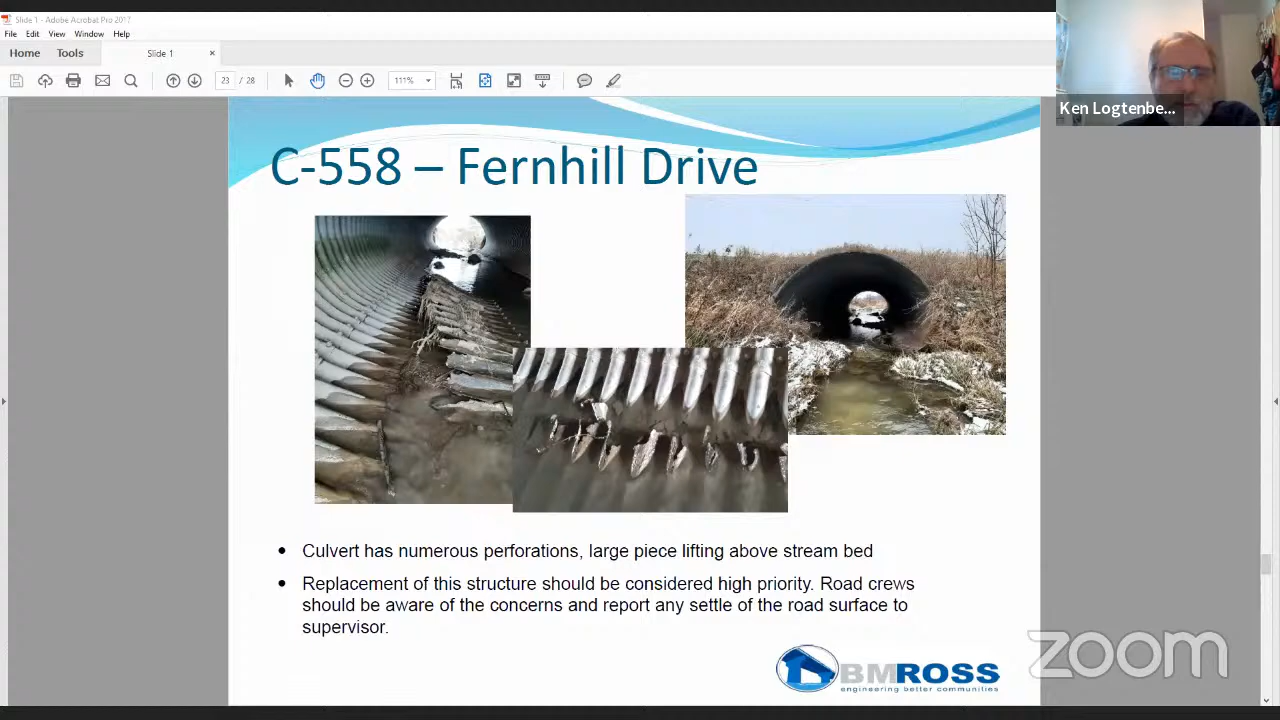 Slide 1 - Adobe Acrobat Pro 2017
File Edit View Window Help
Home Tools Slide 1 ×
23 / 28 111%
Ken Logtenbe...
C-558 – Fernhill Drive
• Culvert has numerous perforations, large piece lifting above stream bed
• Replacement of this structure should be considered high priority. Road crews
should be aware of the concerns and report any settle of the road surface to
supervisor.
BMROSS
engineering better communities
zoom